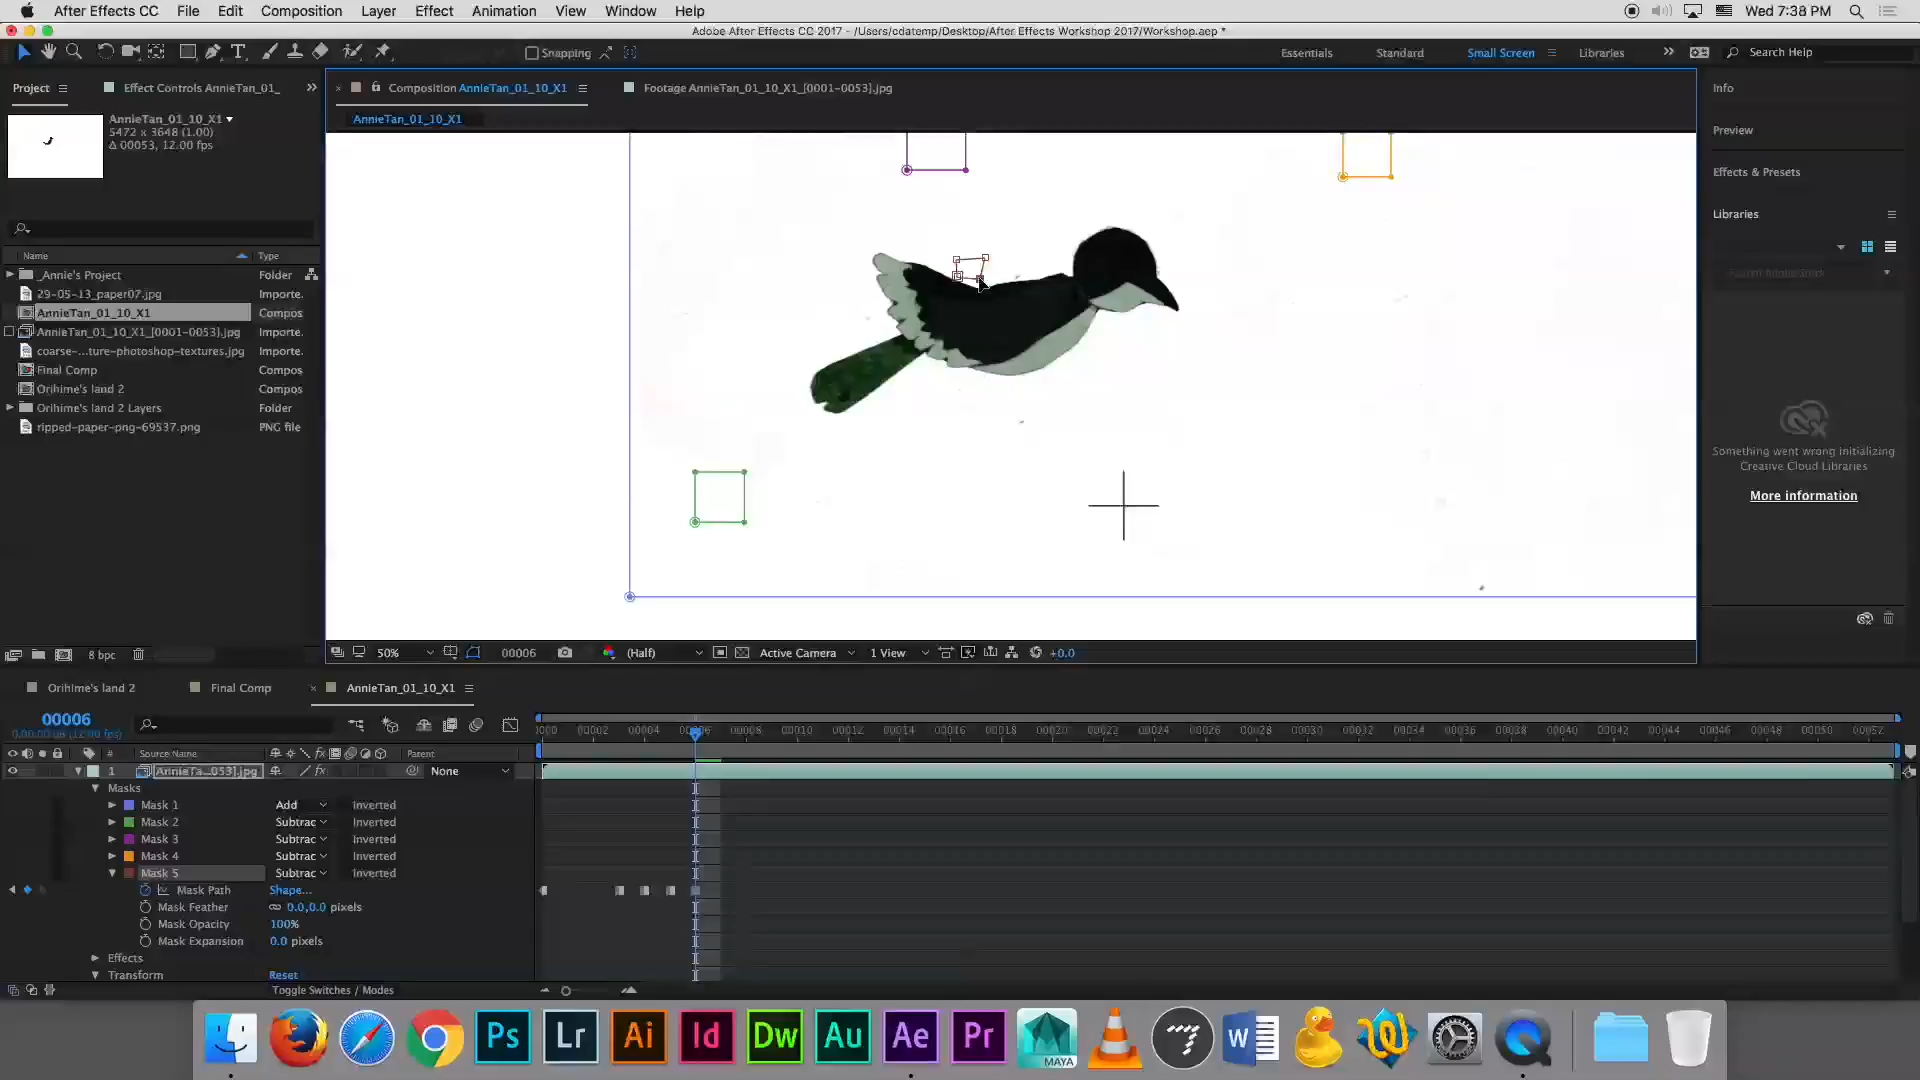 After Effects CC File Edit Composition Layer Effect Animation View Window Help Wed 7:38 PM
Adobe After Effects CC 2017 - /Users/cdatemp/Desktop/After Effects Workshop 2017/Workshop.aep *
Snapping Essentials Standard Small Screen Libraries Search Help
Project Effect Controls AnnieTan_01_ Composition AnnieTan_01_10_X1 Footage AnnieTan_01_10_X1_[0001-0053].jpg Info
AnnieTan_01_10_X1
5472 x 3648 (1.00)
Δ 00053, 12.00 fps
AnnieTan_01_10_X1
Preview
Effects & Presets
Libraries
Name Type
_Annie's Project Folder
29-05-13_paper07.jpg Importe.
AnnieTan_01_10_X1 Compos
AnnieTan_01_10_X1_[0001-0053].jpg Importe.
coarse-...ture-photoshop-textures.jpg Importe.
Final Comp Compos
Orihime's land 2 Compos
Orihime's land 2 Layers Folder
ripped-paper-png-69537.png PNG file
Something went wrong initializing
Creative Cloud Libraries
More information
8 bpc 50% 00006 (Half) Active Camera 1 View +0.0
Orihime's land 2 Final Comp AnnieTan_01_10_X1
00006
0:00:00:06 (12.00 fps)
00002 00004 00006 00008 00010 00012 00014 00016 00018 00020 00022 00024 00026 00028 00030 00032 00034 00036 00038 00040 00042 00044 00046 00048 00050 00052
# Source Name Parent
1 AnnieTa...053].jpg None
Masks
Mask 1 Add Inverted
Mask 2 Subtrac Inverted
Mask 3 Subtrac Inverted
Mask 4 Subtrac Inverted
Mask 5 Subtrac Inverted
Mask Path Shape...
Mask Feather 0.0,0.0 pixels
Mask Opacity 100%
Mask Expansion 0.0 pixels
Effects
Transform Reset
Toggle Switches / Modes
Ps Lr Ai Id Dw Au Ae Pr MAYA W